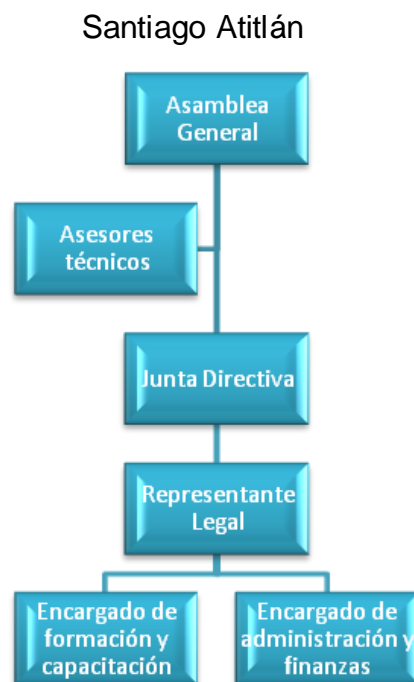 Santiago Atitlán
Asamblea
General
Asesores
técnicos
Junta Directiva
Representante
Legal
Encargado de
formación y
capacitación
Encargado de
administración y
finanzas